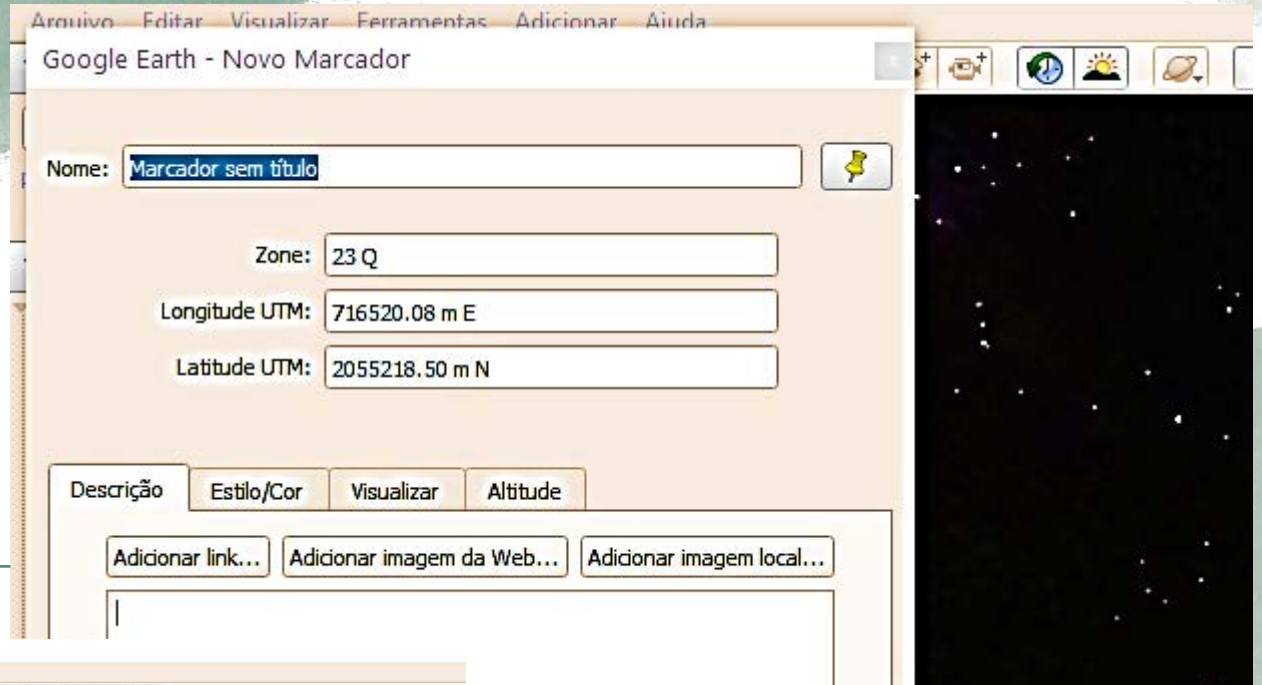 Arquivo Editar Visualizar Ferramentas Adicionar Ajuda
Google Earth - Novo Marcador
Nome: Marcador sem título
Zone: 23 Q
Longitude UTM: 716520.08 m E
Latitude UTM: 2055218.50 m N
Descrição Estilo/Cor Visualizar Altitude
Adicionar link... Adicionar imagem da Web... Adicionar imagem local...